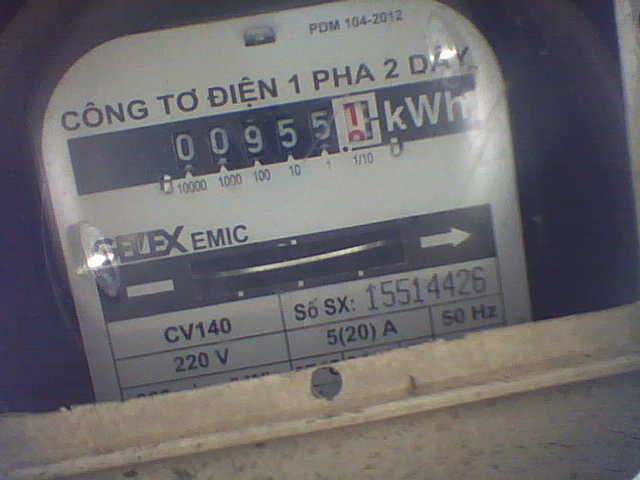 PDM 104-2012
CÔNG TƠ ĐIỆN 1 PHA 2 DÂY
00955 kWh
10000 1000 100 10 1 1/10
GELEX EMIC
CV140 Số SX: 15514426
220 V 5(20) A 50 Hz